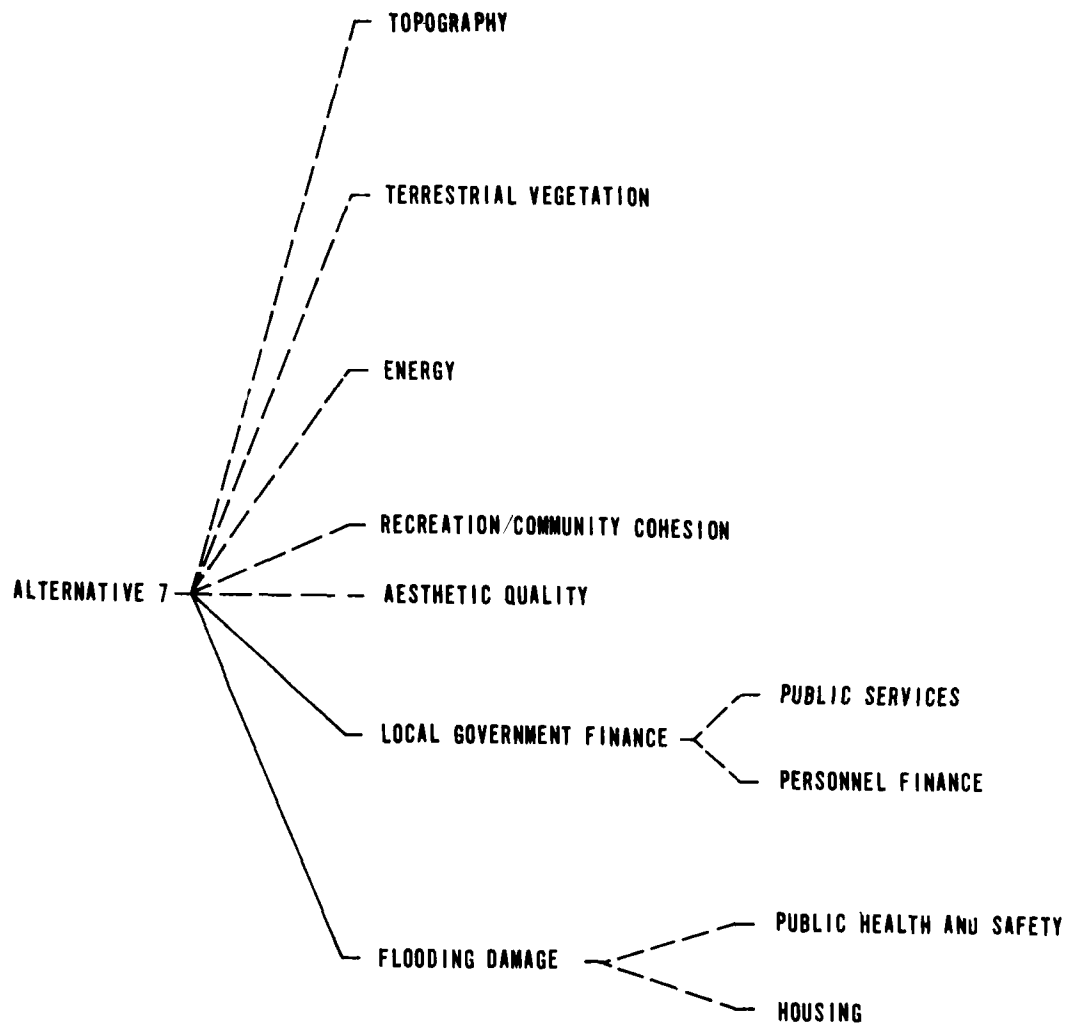 TOPOGRAPHY
TERRESTRIAL VEGETATION
ENERGY
RECREATION/COMMUNITY COHESION
ALTERNATIVE 7
AESTHETIC QUALITY
PUBLIC SERVICES
LOCAL GOVERNMENT FINANCE
PERSONNEL FINANCE
PUBLIC HEALTH AND SAFETY
FLOODING DAMAGE
HOUSING